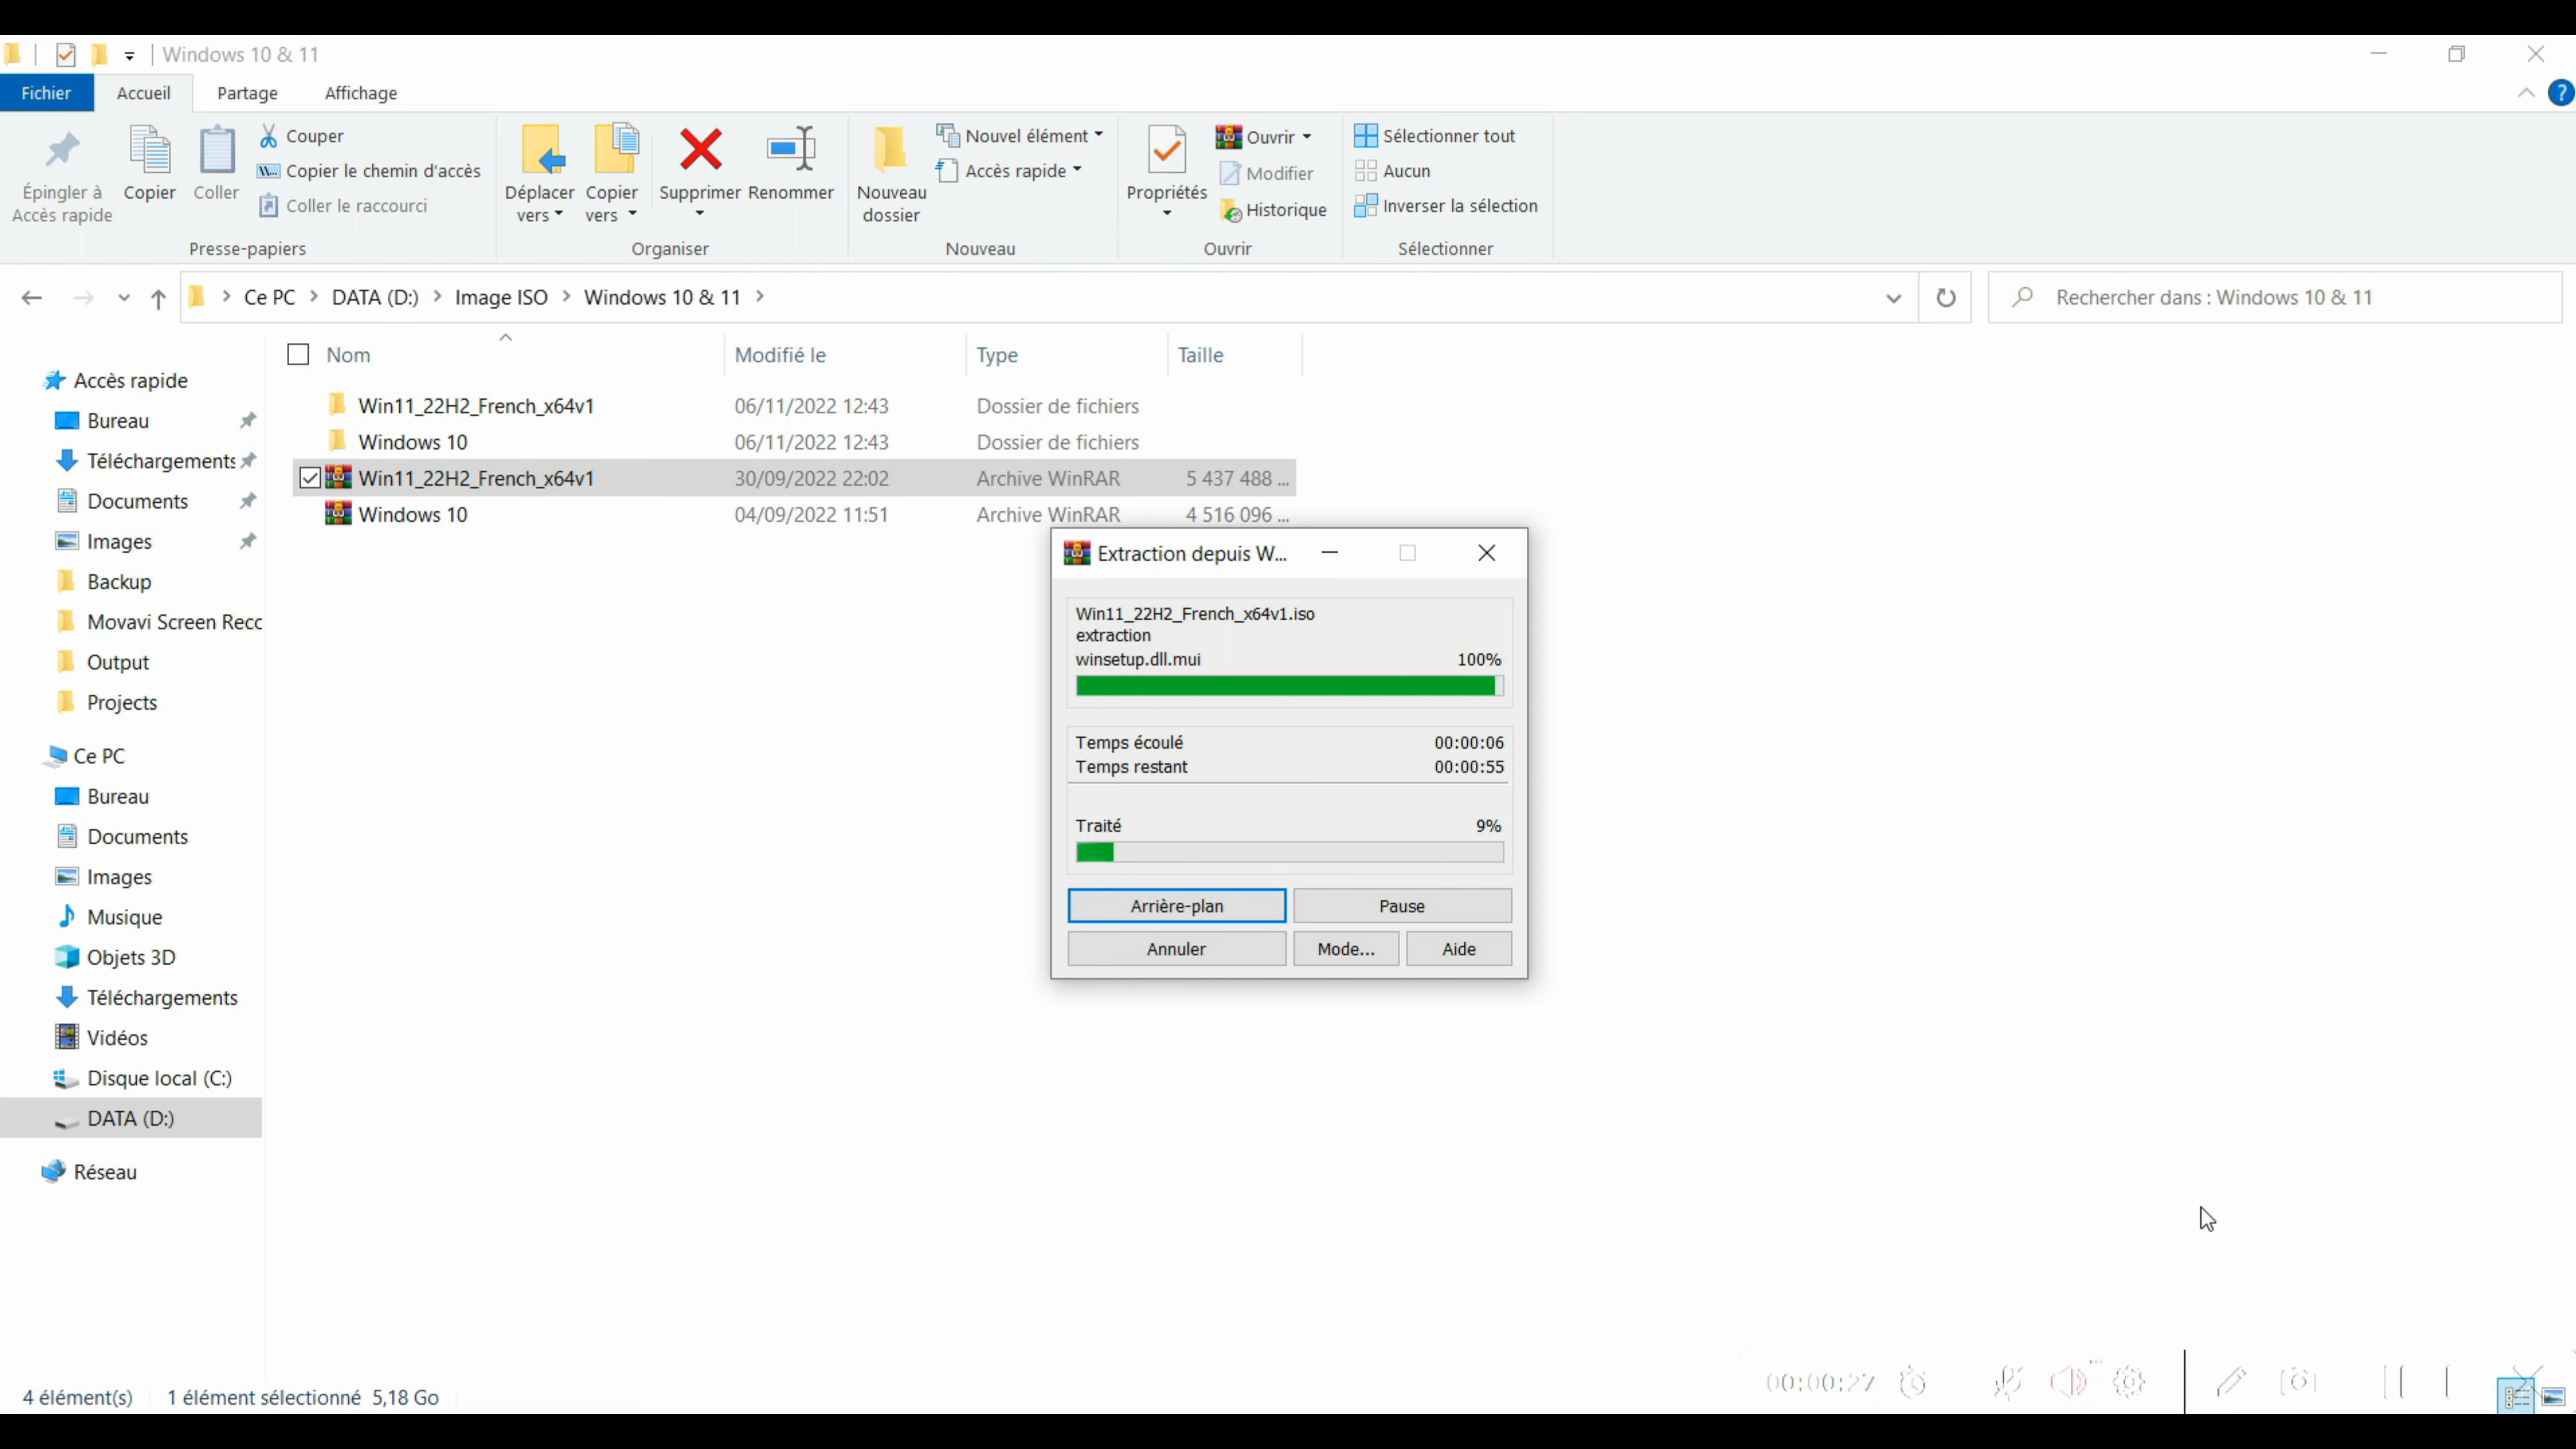 Windows 10 & 11
Fichier Accueil Partage Affichage
Épingler à Accès rapide
Copier
Coller
Couper
Copier le chemin d'accès
Coller le raccourci
Presse-papiers
Déplacer vers
Copier vers
Supprimer
Renommer
Organiser
Nouveau dossier
Nouvel élément
Accès rapide
Nouveau
Propriétés
Ouvrir
Modifier
Historique
Ouvrir
Sélectionner tout
Aucun
Inverser la sélection
Sélectionner
Ce PC > DATA (D:) > Image ISO > Windows 10 & 11 >
Rechercher dans : Windows 10 & 11
Accès rapide
Bureau
Téléchargements
Documents
Images
Backup
Movavi Screen Recc
Output
Projects
Ce PC
Bureau
Documents
Images
Musique
Objets 3D
Téléchargements
Vidéos
Disque local (C:)
DATA (D:)
Réseau
Nom Modifié le Type Taille
Win11_22H2_French_x64v1 06/11/2022 12:43 Dossier de fichiers
Windows 10 06/11/2022 12:43 Dossier de fichiers
Win11_22H2_French_x64v1 30/09/2022 22:02 Archive WinRAR 5 437 488 ...
Windows 10 04/09/2022 11:51 Archive WinRAR 4 516 096 ...
Extraction depuis W...
Win11_22H2_French_x64v1.iso
extraction
winsetup.dll.mui 100%
Temps écoulé 00:00:06
Temps restant 00:00:55
Traité 9%
Arrière-plan Pause
Annuler Mode... Aide
4 élément(s) 1 élément sélectionné 5,18 Go
00:00:27